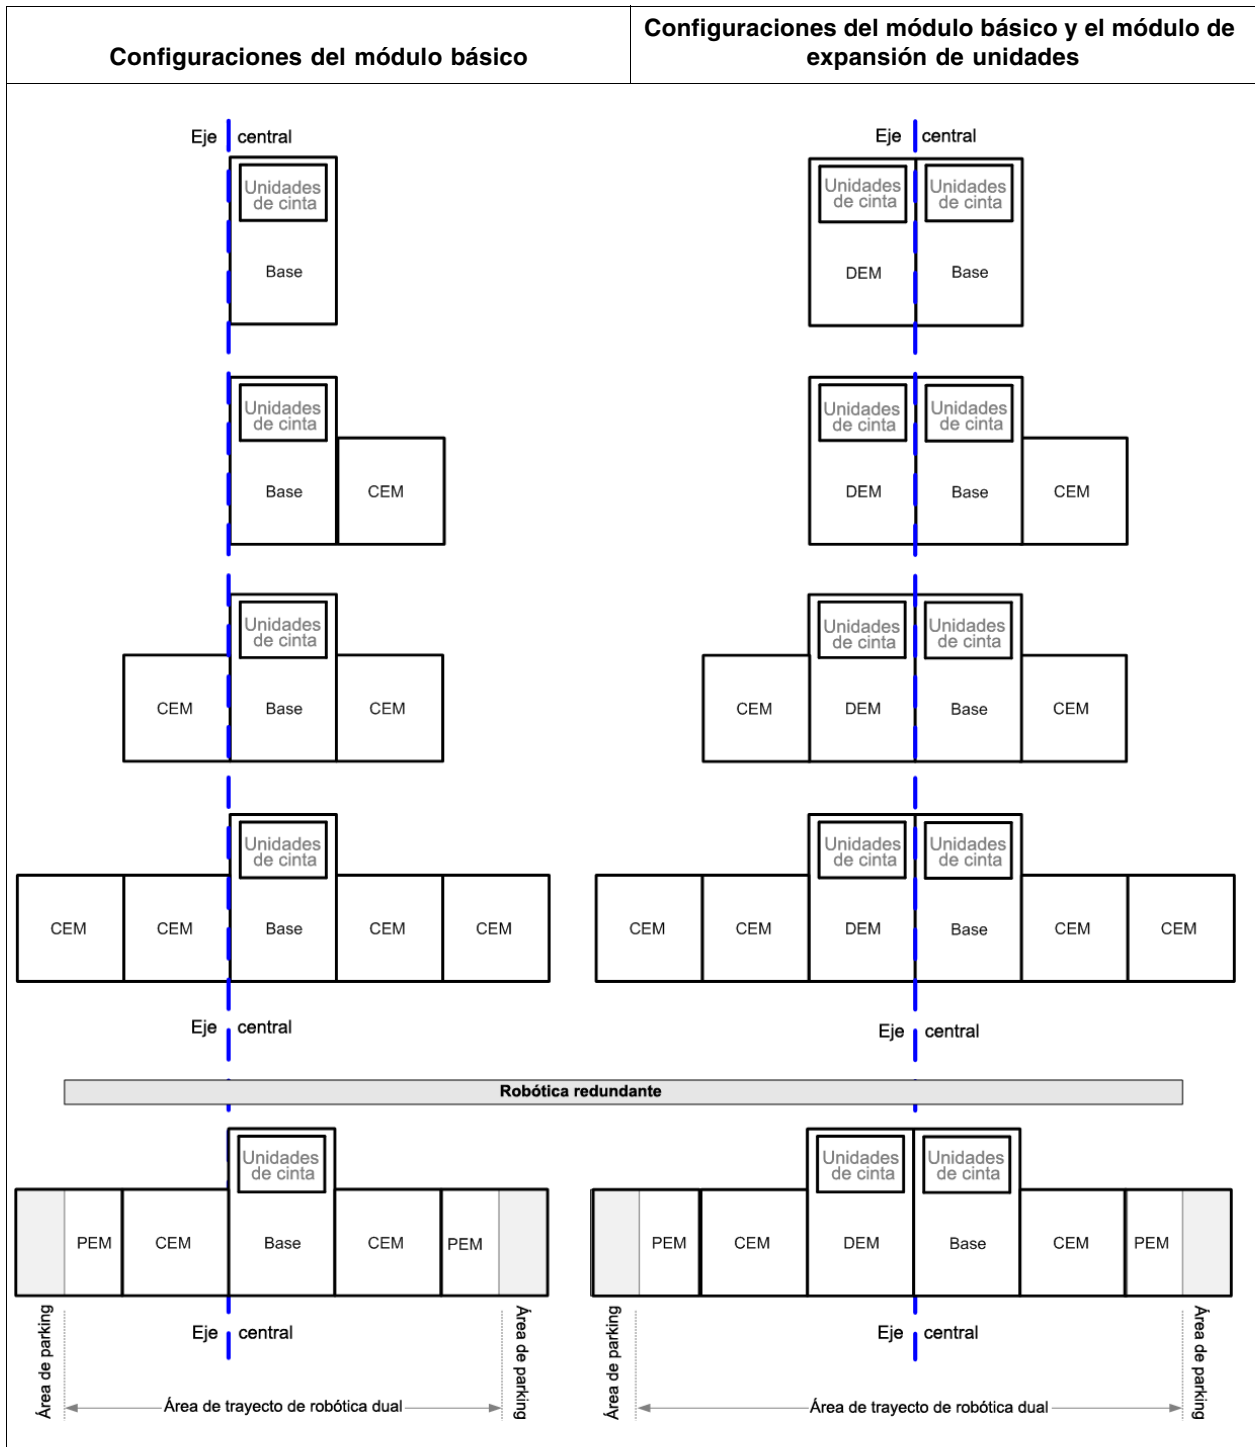 Configuraciones del módulo básico
Configuraciones del módulo básico y el módulo de
expansión de unidades
Eje central
Eje central
Unidades
de cinta
Base
Unidades
de cinta
Unidades
de cinta
DEM
Base
Unidades
de cinta
Base
CEM
Unidades
de cinta
Unidades
de cinta
DEM
Base
CEM
Unidades
de cinta
CEM
Base
CEM
Unidades
de cinta
Unidades
de cinta
CEM
DEM
Base
CEM
Unidades
de cinta
CEM
CEM
Base
CEM
CEM
Unidades
de cinta
Unidades
de cinta
CEM
CEM
DEM
Base
CEM
CEM
Eje central
Eje central
Robótica redundante
Unidades
de cinta
PEM
CEM
Base
CEM
PEM
Unidades
de cinta
Unidades
de cinta
PEM
CEM
DEM
Base
CEM
PEM
Área de parking
Eje central
Área de parking
Área de trayecto de robótica dual
Área de parking
Eje central
Área de parking
Área de trayecto de robótica dual